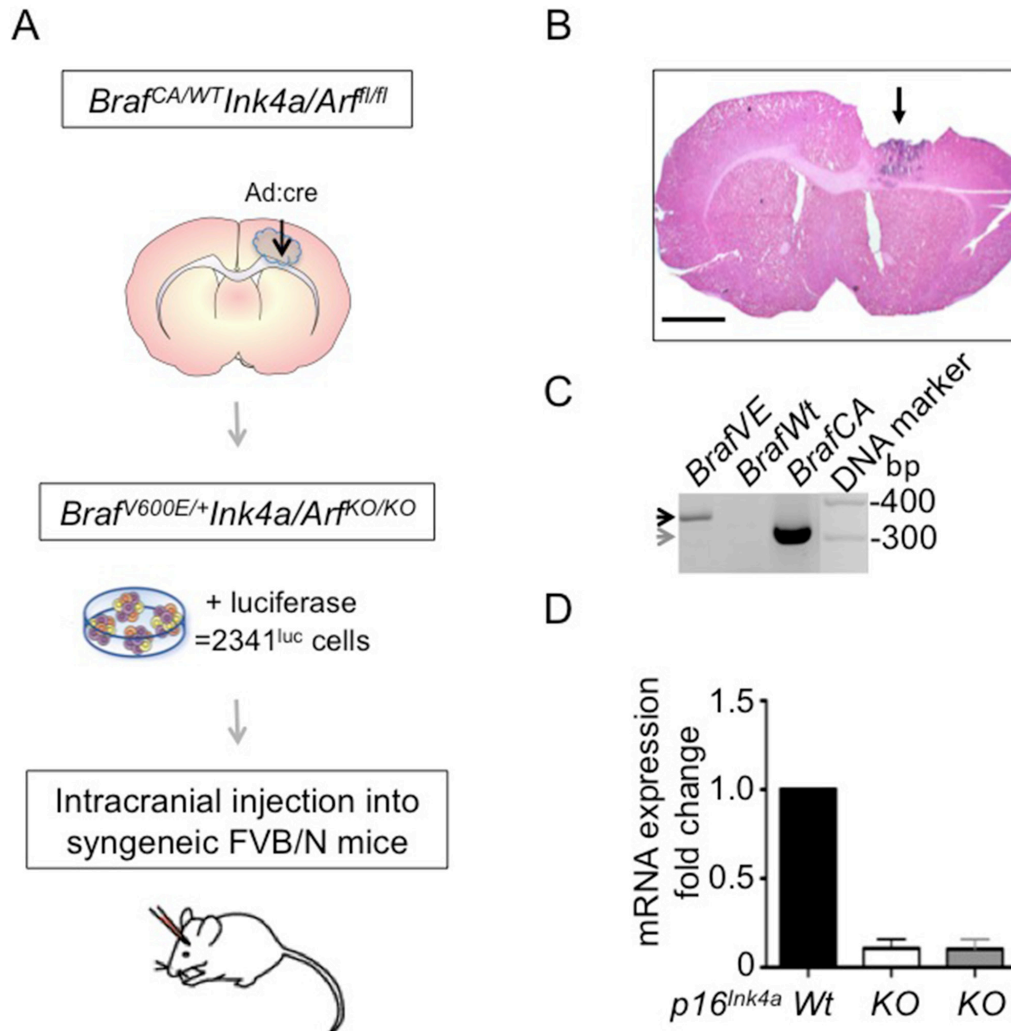 A
Braf^CA/WT Ink4a/Arf^fl/fl
Ad:cre
Braf^V600E/+ Ink4a/Arf^KO/KO
+ luciferase
=2341^luc cells
Intracranial injection into
syngeneic FVB/N mice
B
C
BrafVE
BrafWt
BrafCA
DNA marker
bp
-400
-300
D
mRNA expression
fold change
1.5
1.0
0.5
0
p16^Ink4a Wt KO KO